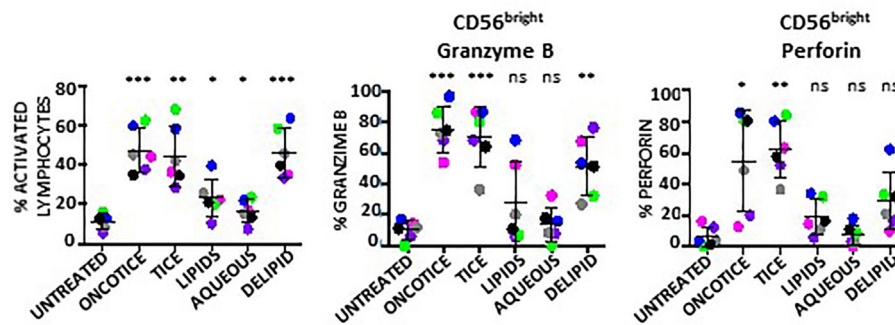 % ACTIVATED
LYMPHOCYTES
80
60
40
20
0
*** ** * * ***
UNTREATED
ONCOTICE
TICE
LIPIDS
AQUEOUS
DELIPID
CD56bright
Granzyme B
% GRANZIME B
100
80
60
40
20
0
*** *** ns ns **
UNTREATED
ONCOTICE
TICE
LIPIDS
AQUEOUS
DELIPID
CD56bright
Perforin
% PERFORIN
100
80
60
40
20
0
* ** ns ns ns
UNTREATED
ONCOTICE
TICE
LIPIDS
AQUEOUS
DELIPID